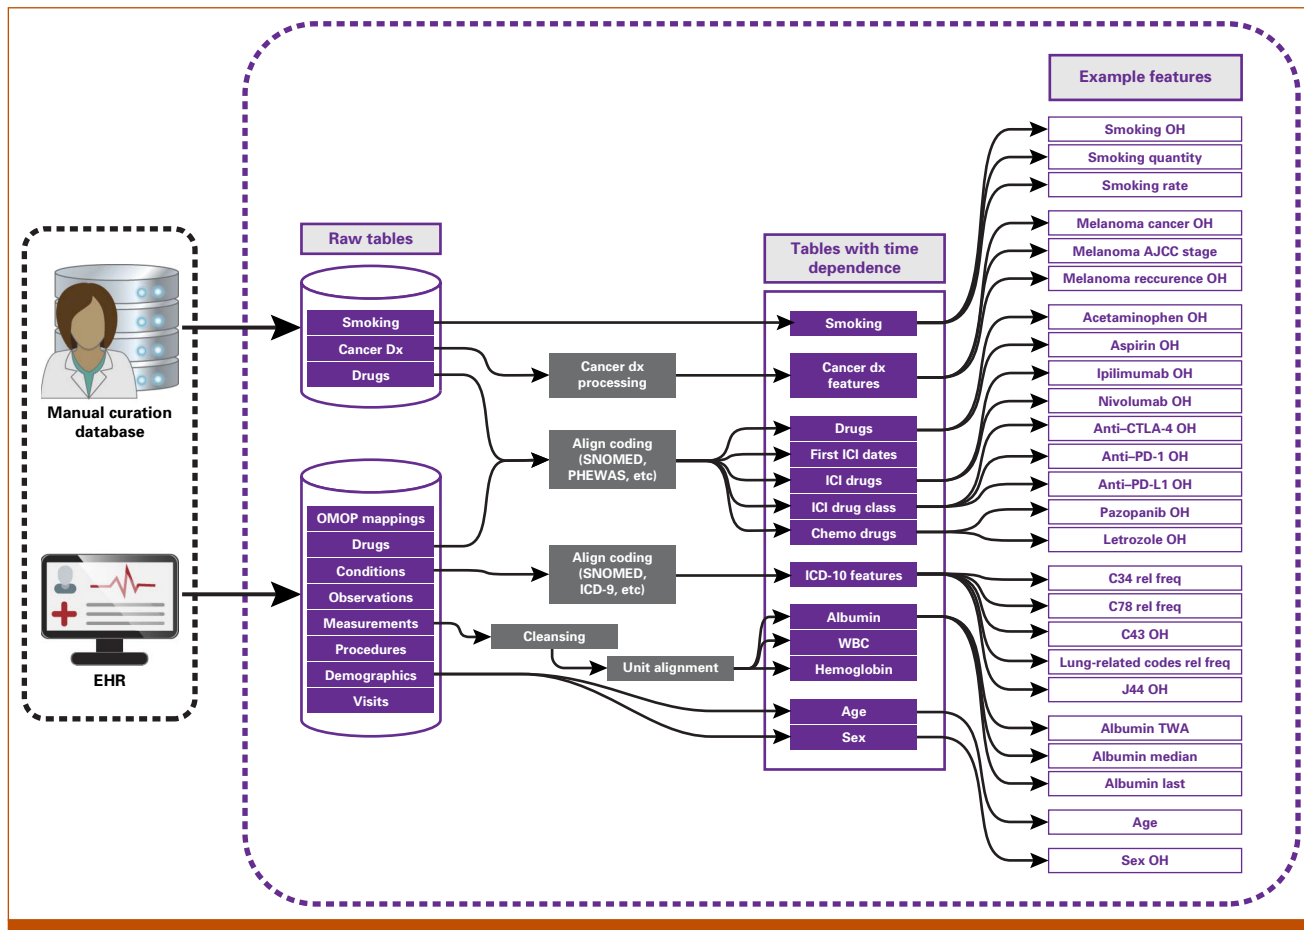 Manual curation
database
EHR
Raw tables
Smoking
Cancer Dx
Drugs
OMOP mappings
Drugs
Conditions
Observations
Measurements
Procedures
Demographics
Visits
Cancer dx
processing
Align coding
(SNOMED,
PHEWAS, etc)
Align coding
(SNOMED,
ICD-9, etc)
Cleansing
Unit alignment
Tables with time
dependence
Smoking
Cancer dx
features
Drugs
First ICI dates
ICI drugs
ICI drug class
Chemo drugs
ICD-10 features
Albumin
WBC
Hemoglobin
Age
Sex
Example features
Smoking OH
Smoking quantity
Smoking rate
Melanoma cancer OH
Melanoma AJCC stage
Melanoma reccurence OH
Acetaminophen OH
Aspirin OH
Ipilimumab OH
Nivolumab OH
Anti–CTLA-4 OH
Anti–PD-1 OH
Anti–PD-L1 OH
Pazopanib OH
Letrozole OH
C34 rel freq
C78 rel freq
C43 OH
Lung-related codes rel freq
J44 OH
Albumin TWA
Albumin median
Albumin last
Age
Sex OH